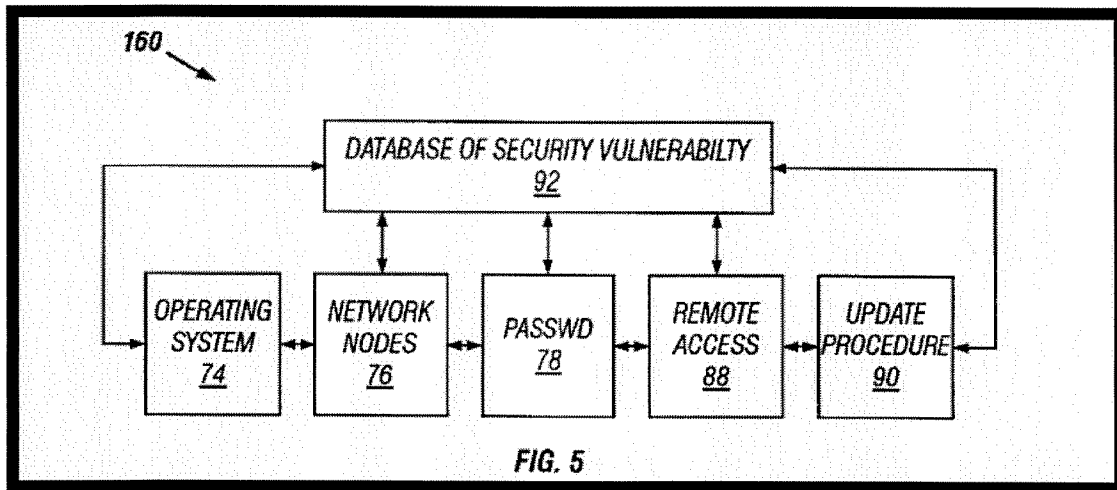 160
DATABASE OF SECURITY VULNERABILTY
92
OPERATING
SYSTEM
74
NETWORK
NODES
76
PASSWD
78
REMOTE
ACCESS
88
UPDATE
PROCEDURE
90
FIG. 5